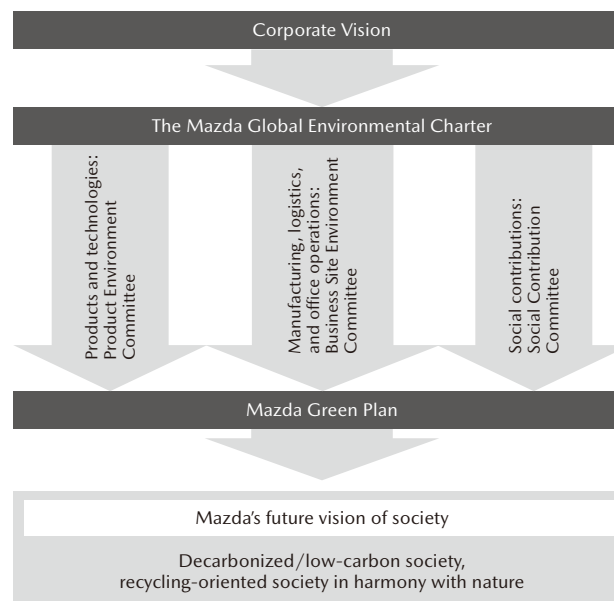 Corporate Vision
The Mazda Global Environmental Charter
Products and technologies:
Product Environment
Committee
Manufacturing, logistics,
and office operations:
Business Site Environment
Committee
Social contributions:
Social Contribution
Committee
Mazda Green Plan
Mazda’s future vision of society
Decarbonized/low-carbon society,
recycling-oriented society in harmony with nature